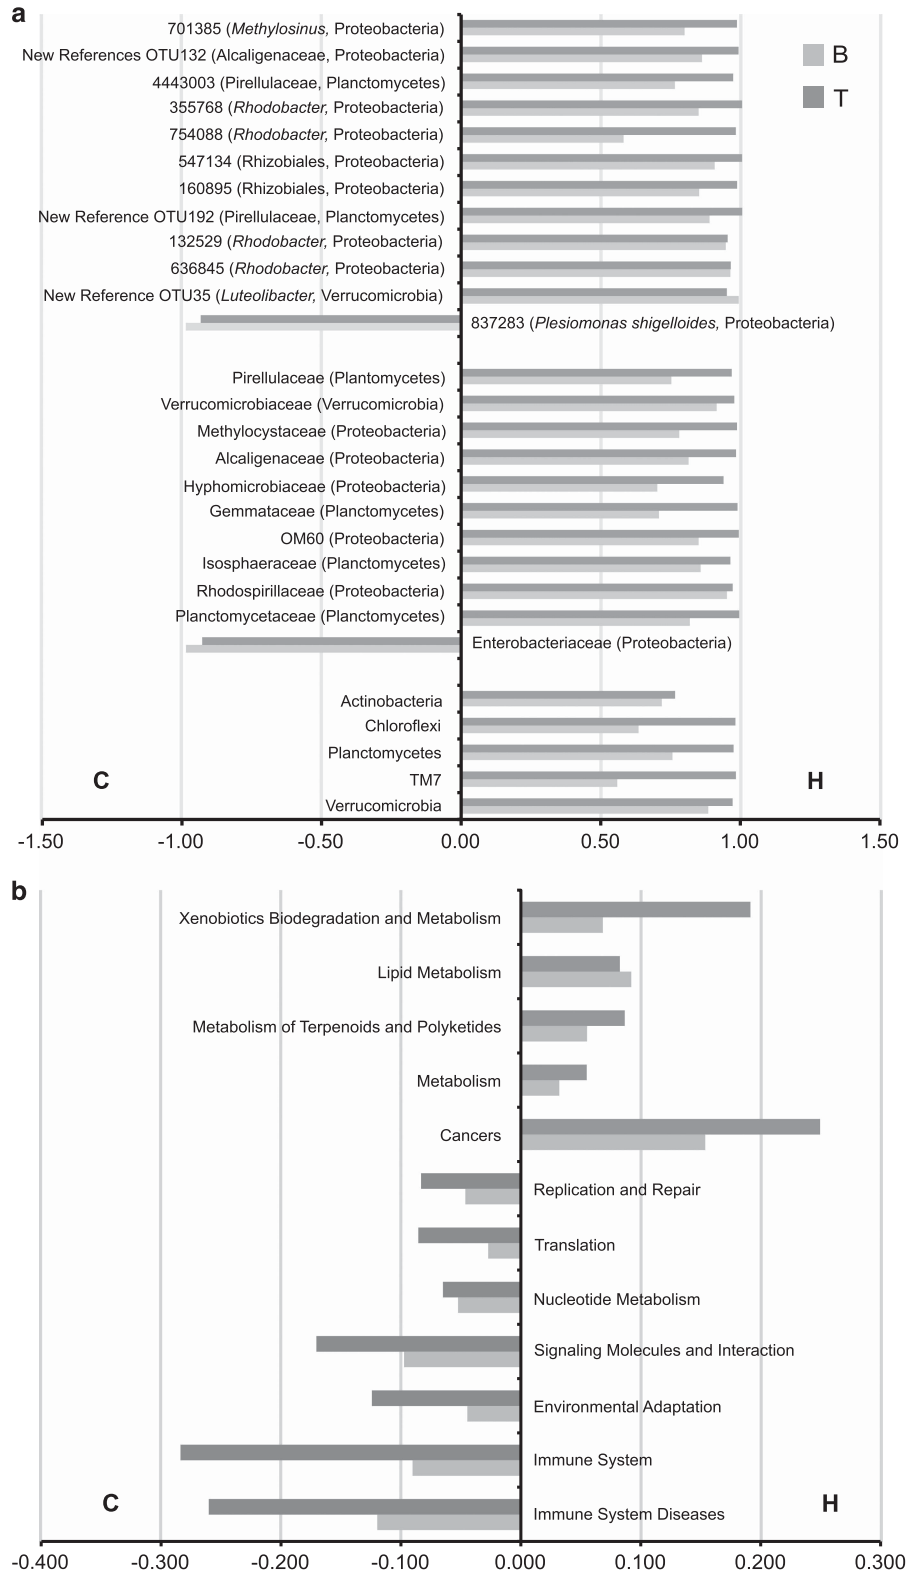 a
701385 (Methylosinus, Proteobacteria)
New References OTU132 (Alcaligenaceae, Proteobacteria)
B
4443003 (Pirellulaceae, Planctomycetes)
T
355768 (Rhodobacter, Proteobacteria)
754088 (Rhodobacter, Proteobacteria)
547134 (Rhizobiales, Proteobacteria)
160895 (Rhizobiales, Proteobacteria)
New Reference OTU192 (Pirellulaceae, Planctomycetes)
132529 (Rhodobacter, Proteobacteria)
636845 (Rhodobacter, Proteobacteria)
New Reference OTU35 (Luteolibacter, Verrucomicrobia)
837283 (Plesiomonas shigelloides, Proteobacteria)
Pirellulaceae (Plantomycetes)
Verrucomicrobiaceae (Verrucomicrobia)
Methylocystaceae (Proteobacteria)
Alcaligenaceae (Proteobacteria)
Hyphomicrobiaceae (Proteobacteria)
Gemmataceae (Planctomycetes)
OM60 (Proteobacteria)
Isosphaeraceae (Planctomycetes)
Rhodospirillaceae (Proteobacteria)
Planctomycetaceae (Planctomycetes)
Enterobacteriaceae (Proteobacteria)
Actinobacteria
Chloroflexi
Planctomycetes
C
TM7
H
Verrucomicrobia
-1.50 -1.00 -0.50 0.00 0.50 1.00 1.50
b
Xenobiotics Biodegradation and Metabolism
Lipid Metabolism
Metabolism of Terpenoids and Polyketides
Metabolism
Cancers
Replication and Repair
Translation
Nucleotide Metabolism
Signaling Molecules and Interaction
Environmental Adaptation
Immune System
C
H
Immune System Diseases
-0.400 -0.300 -0.200 -0.100 0.000 0.100 0.200 0.300